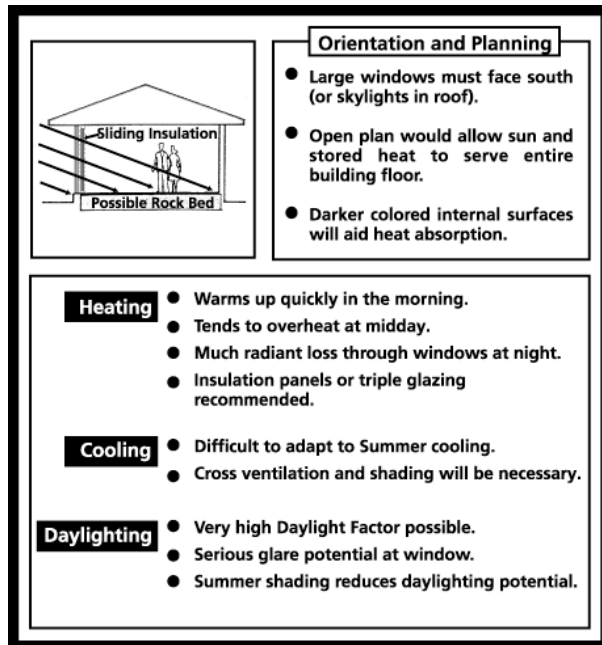 Sliding Insulation
Possible Rock Bed
Orientation and Planning
● Large windows must face south
(or skylights in roof).
● Open plan would allow sun and
stored heat to serve entire
building floor.
● Darker colored internal surfaces
will aid heat absorption.
Heating
● Warms up quickly in the morning.
● Tends to overheat at midday.
● Much radiant loss through windows at night.
● Insulation panels or triple glazing
recommended.
Cooling
● Difficult to adapt to Summer cooling.
● Cross ventilation and shading will be necessary.
Daylighting
● Very high Daylight Factor possible.
● Serious glare potential at window.
● Summer shading reduces daylighting potential.